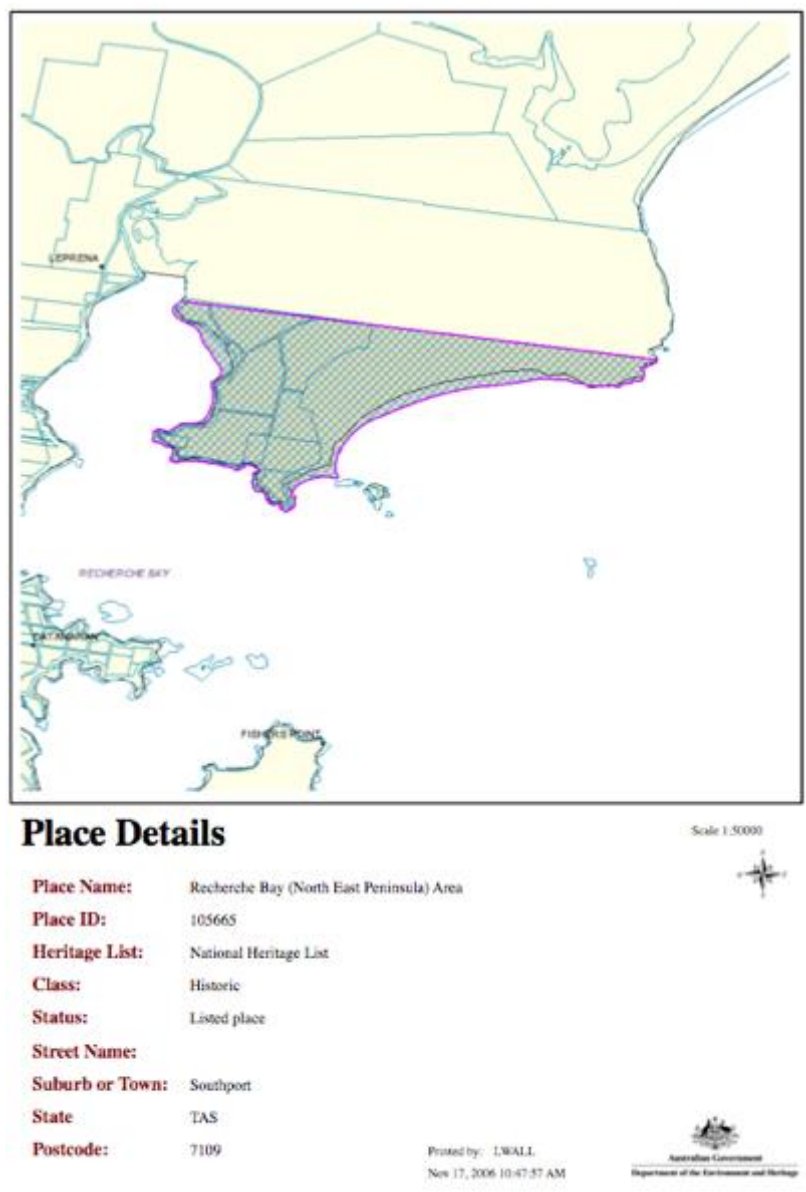 LEPRENA
RECHERCHE BAY
CATAMARAN
FISHERS POINT
Place Details
Scale 1:50000
Place Name: Recherche Bay (North East Peninsula) Area
Place ID: 105665
Heritage List: National Heritage List
Class: Historic
Status: Listed place
Street Name:
Suburb or Town: Southport
State TAS
Postcode: 7109
Printed by: LWALL
Nov 17, 2006 10:47:57 AM
Australian Government
Department of the Environment and Heritage